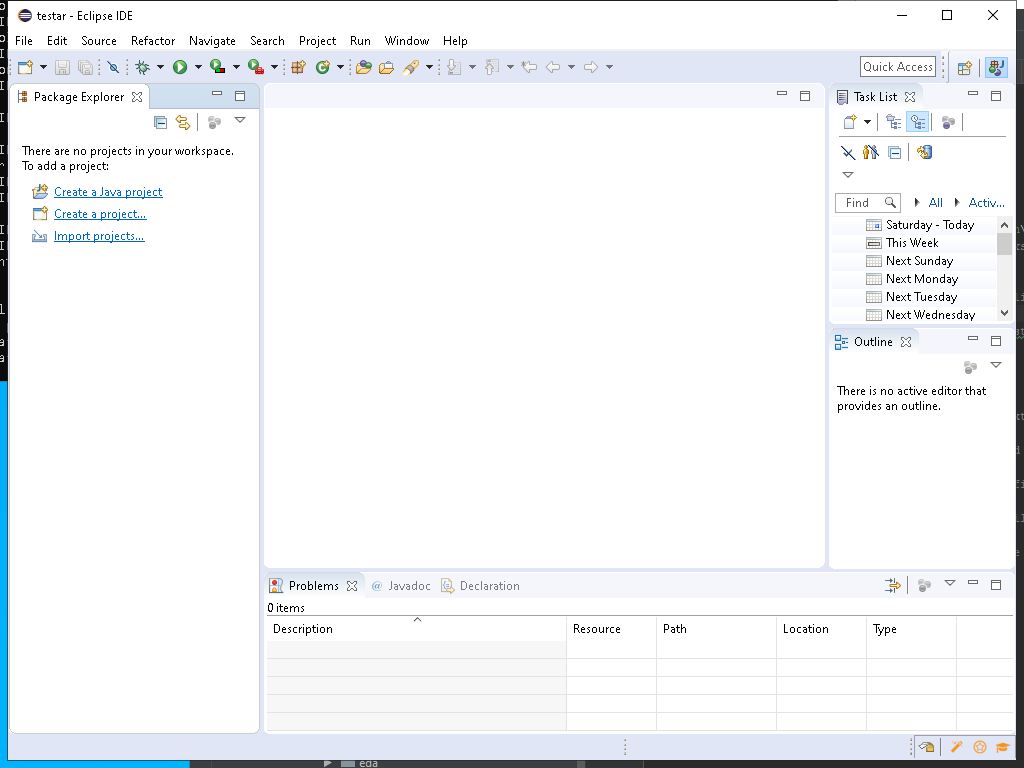 testar - Eclipse IDE
File Edit Source Refactor Navigate Search Project Run Window Help
Quick Access
Package Explorer
There are no projects in your workspace.
To add a project:
Create a Java project
Create a project...
Import projects...
Task List
Find
All
Activ...
Saturday - Today
This Week
Next Sunday
Next Monday
Next Tuesday
Next Wednesday
Outline
There is no active editor that
provides an outline.
Problems @ Javadoc Declaration
0 items
Description Resource Path Location Type
eda